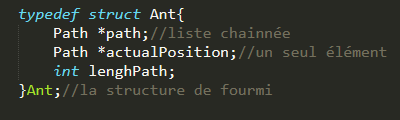 typedef struct Ant{
    Path *path;//liste chainnée
    Path *actualPosition;//un seul élément
    int lenghPath;
}Ant;//la structure de fourmi